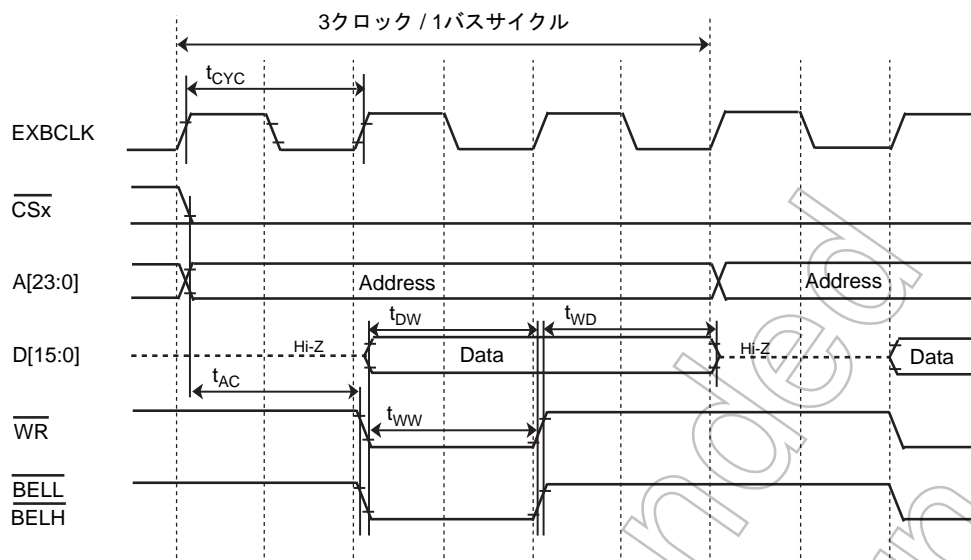 3クロック / 1バスサイクル
tCYC
EXBCLK
CSx
A[23:0]
Address
Address
tDW
tWD
D[15:0]
Hi-Z
Data
Hi-Z
Data
tAC
WR
tWW
BELL
BELH